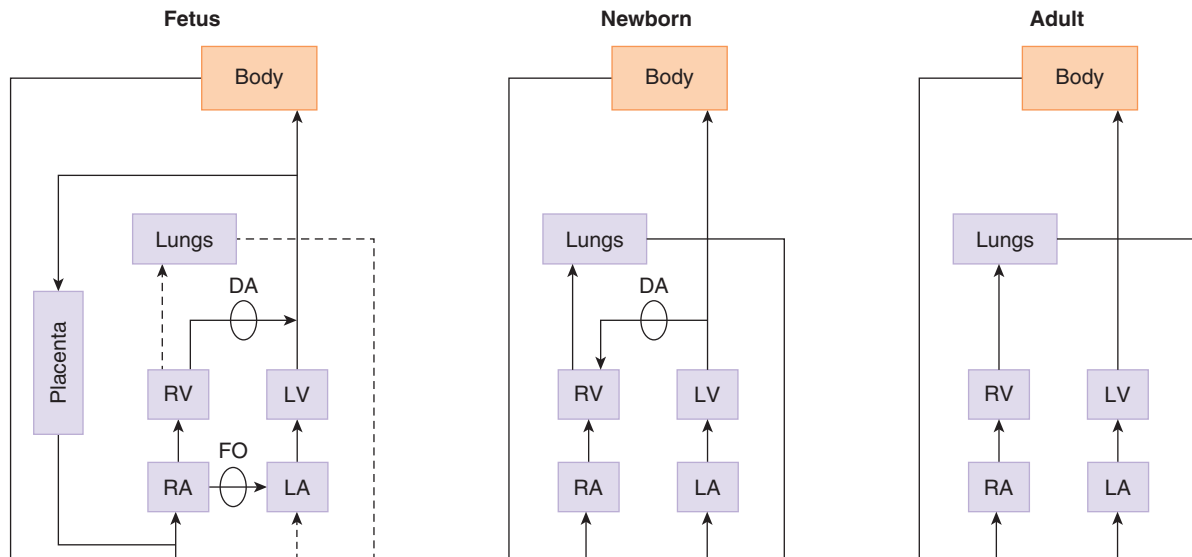 Fetus
Body
Lungs
DA
Placenta
RV
LV
FO
RA
LA
Newborn
Body
Lungs
DA
RV
LV
RA
LA
Adult
Body
Lungs
RV
LV
RA
LA